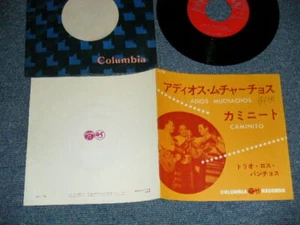 Columbia
アディオス・ムチャーチョス
ADIOS MUCHACHOS
カミニート
CAMINITO
トリオ・ロス・
パンチョス
COLUMBIA RECORDS